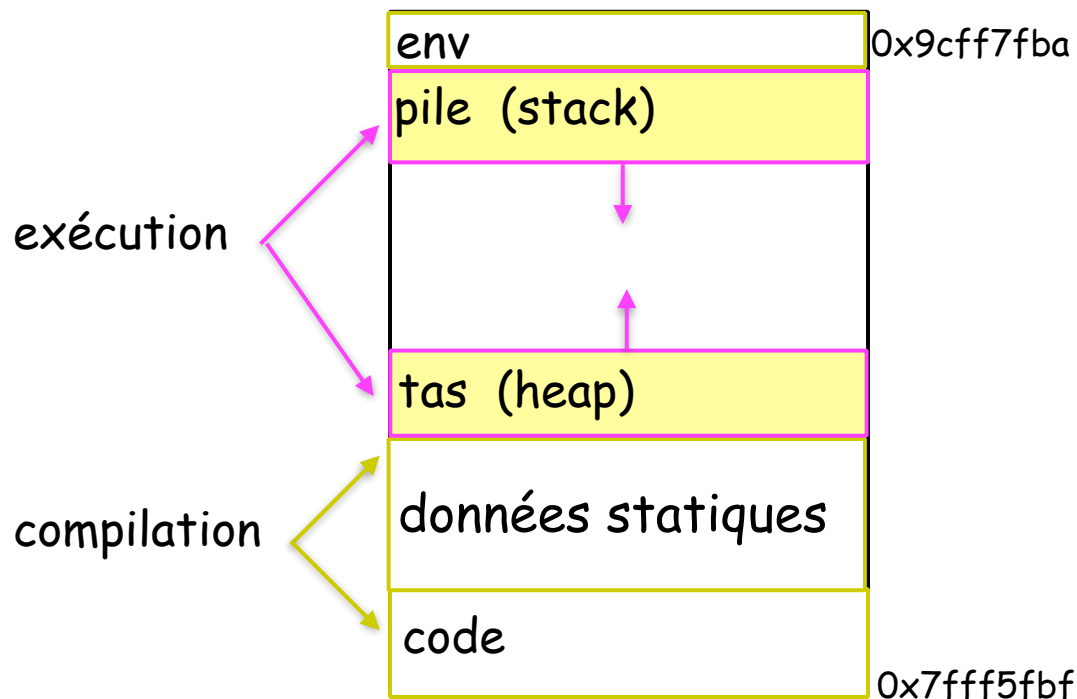 env
0x9cff7fba
pile (stack)
exécution
tas (heap)
données statiques
compilation
code
0x7fff5fbf